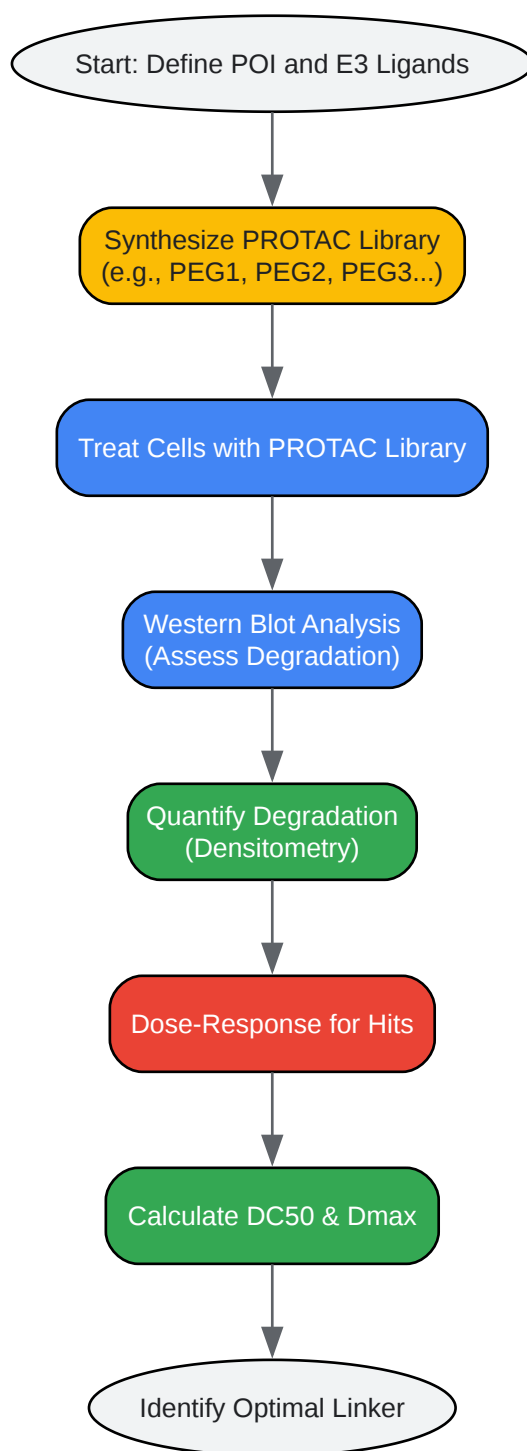 Start: Define POI and E3 Ligands
Synthesize PROTAC Library
(e.g., PEG1, PEG2, PEG3...)
Treat Cells with PROTAC Library
Western Blot Analysis
(Assess Degradation)
Quantify Degradation
(Densitometry)
Dose-Response for Hits
Calculate DC50 & Dmax
Identify Optimal Linker